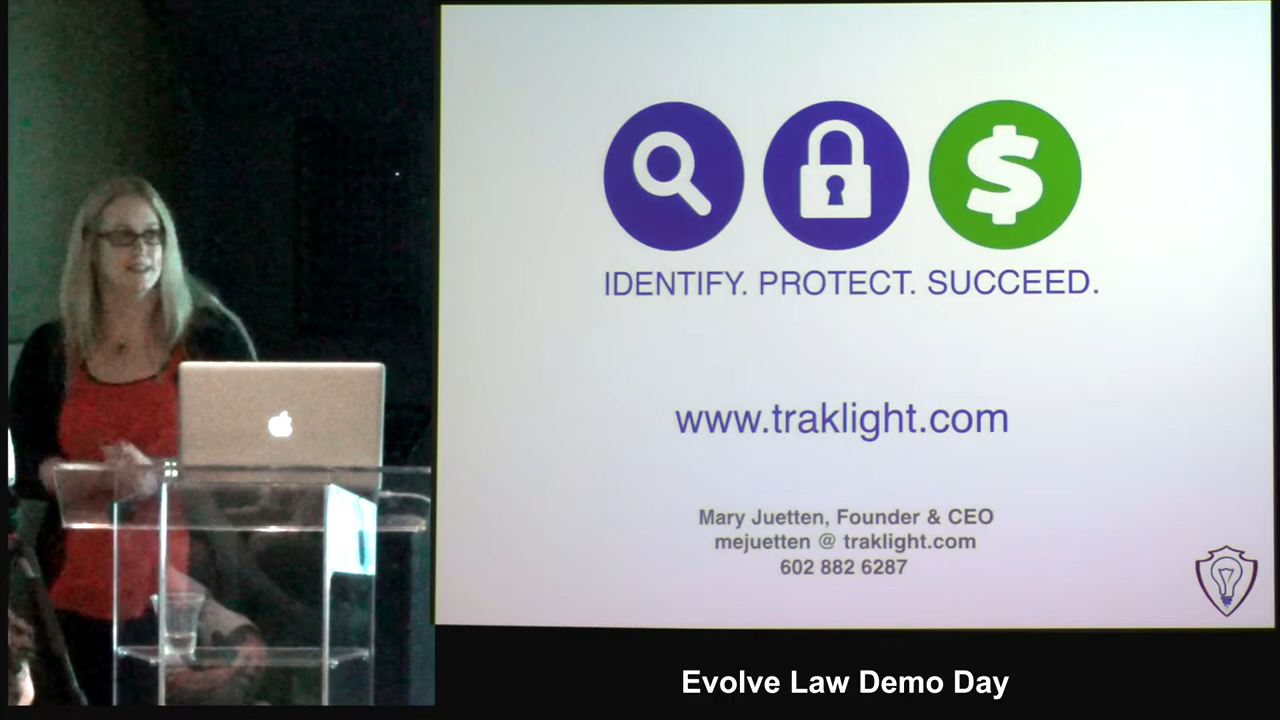 IDENTIFY. PROTECT. SUCCEED.
www.traklight.com
Mary Juetten, Founder & CEO
mejuetten @ traklight.com
602 882 6287
Evolve Law Demo Day